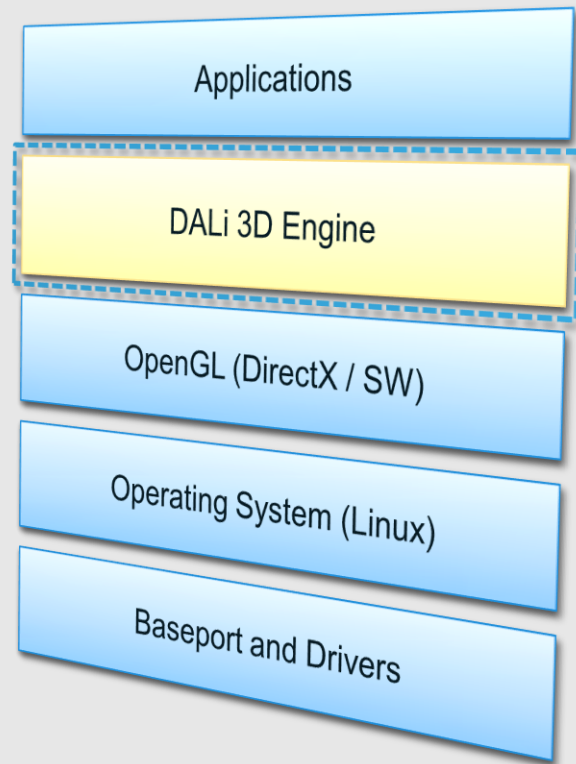 Applications
DALi 3D Engine
OpenGL (DirectX / SW)
Operating System (Linux)
Baseport and Drivers